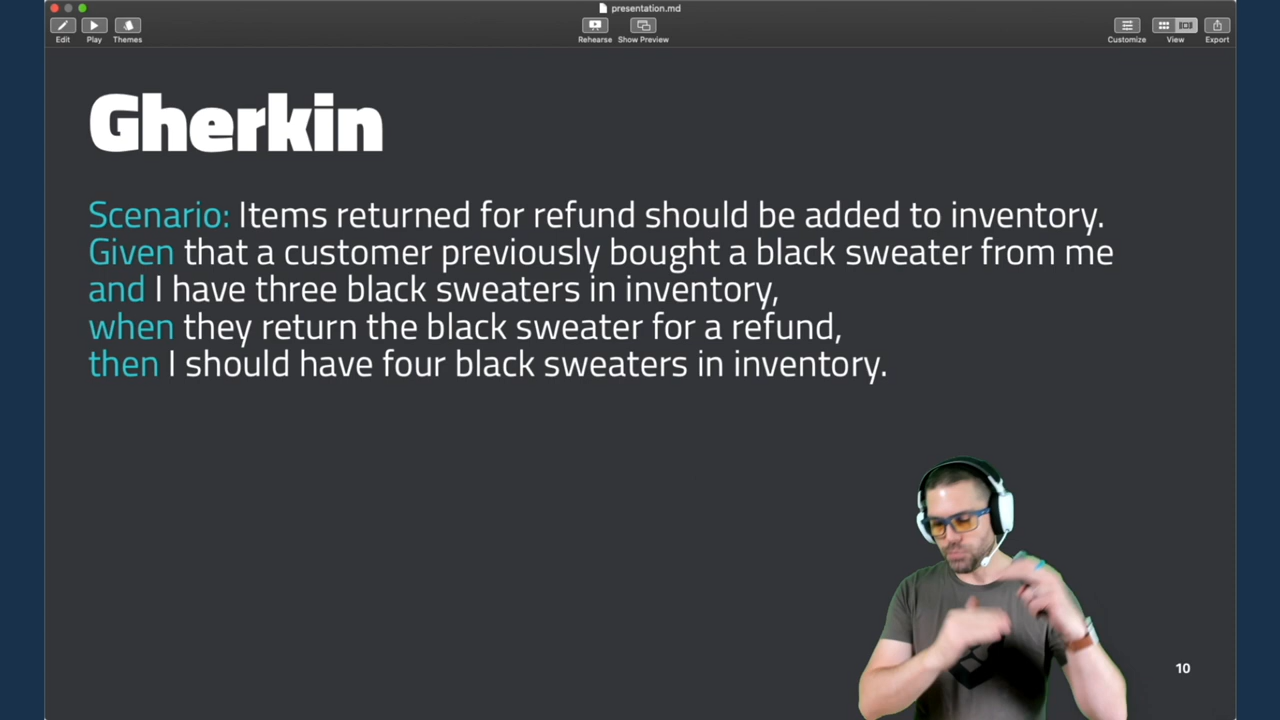 presentation.md
Edit
Play
Themes
Rehearse
Show Preview
Customize
View
Export
Gherkin
Scenario: Items returned for refund should be added to inventory.
Given that a customer previously bought a black sweater from me
and I have three black sweaters in inventory,
when they return the black sweater for a refund,
then I should have four black sweaters in inventory.
10